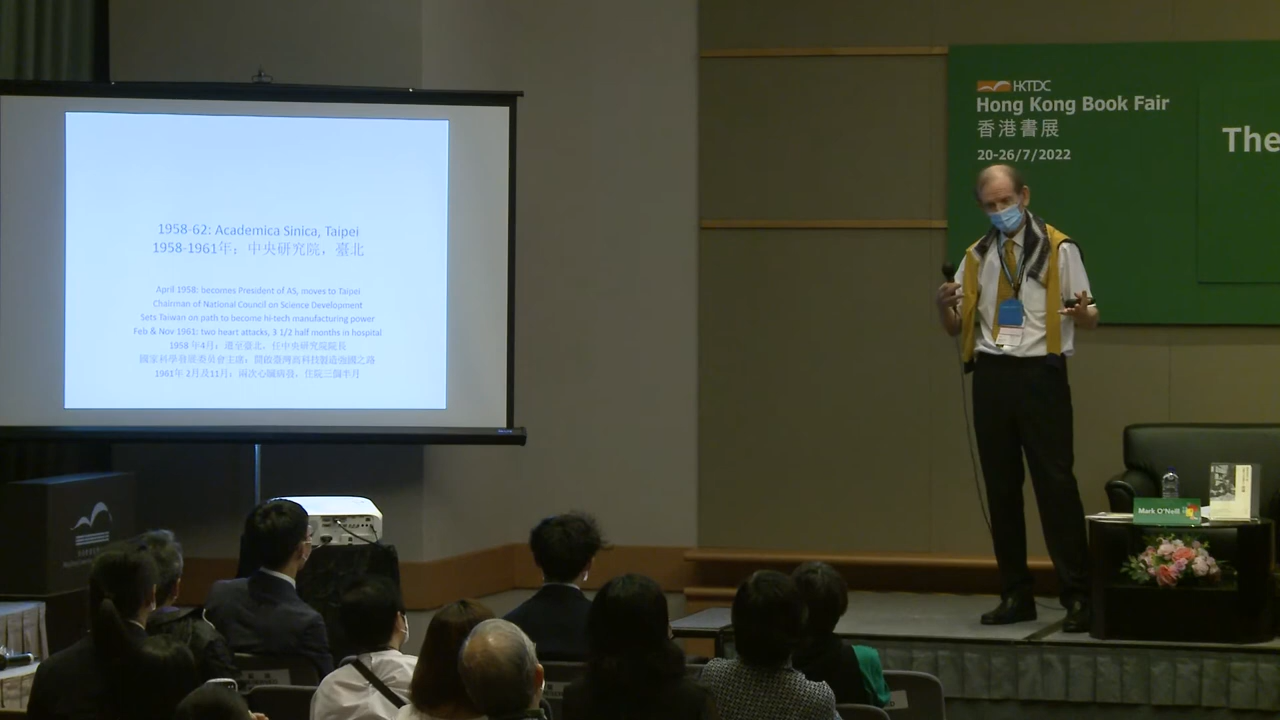 1958-62: Academica Sinica, Taipei
1958-1961年：中央研究院，臺北
April 1958: becomes President of AS, moves to Taipei
Chairman of National Council on Science Development
Sets Taiwan on path to become hi-tech manufacturing power
Feb & Nov 1961: two heart attacks, 3 1/2 half months in hospital
1958 年4月：遷至臺北，任中央研究院院長
國家科學發展委員會主席：開啟臺灣高科技製造強國之路
1961年 2月及11月：兩次心臟病發，住院三個半月
HKTDC
Hong Kong Book Fair
香港書展
20-26/7/2022
The
Mark O'Neill